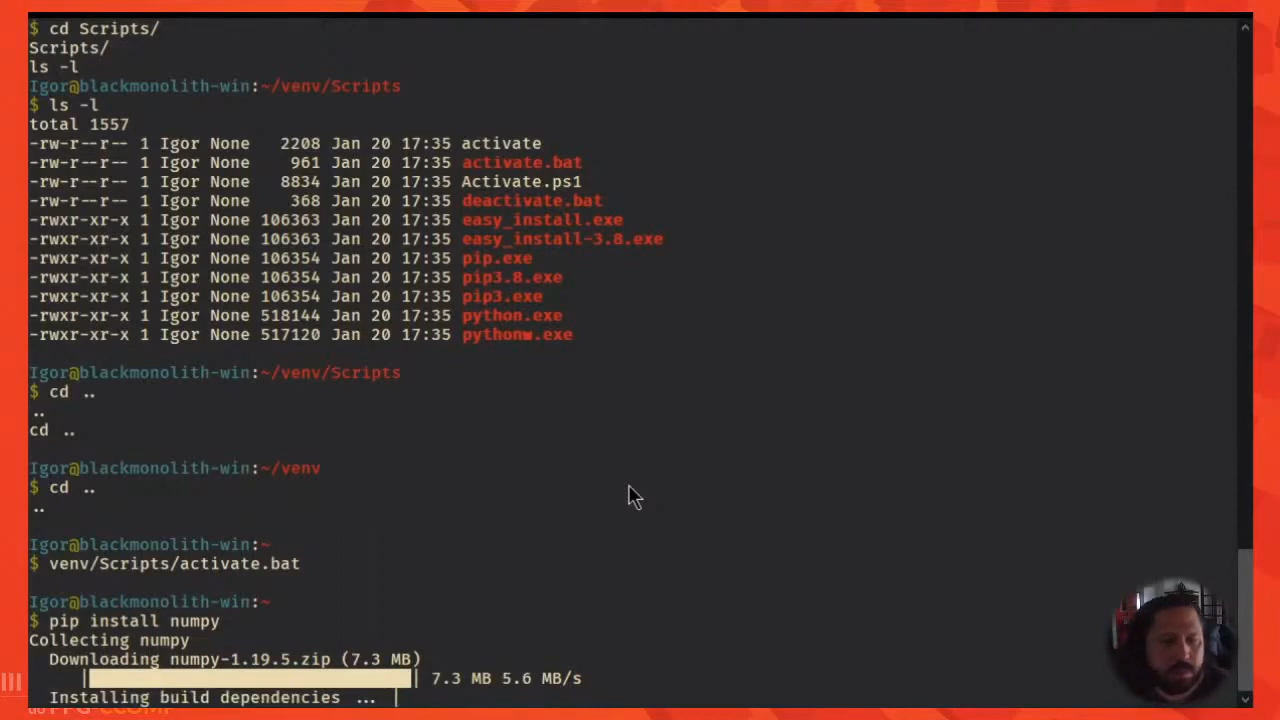 $ cd Scripts/
Scripts/
ls -l
Igor@blackmonolith-win:~/venv/Scripts
$ ls -l
total 1557
-rw-r--r-- 1 Igor None   2208 Jan 20 17:35 activate
-rw-r--r-- 1 Igor None    961 Jan 20 17:35 activate.bat
-rw-r--r-- 1 Igor None   8834 Jan 20 17:35 Activate.ps1
-rw-r--r-- 1 Igor None    368 Jan 20 17:35 deactivate.bat
-rwxr-xr-x 1 Igor None 106363 Jan 20 17:35 easy_install.exe
-rwxr-xr-x 1 Igor None 106363 Jan 20 17:35 easy_install-3.8.exe
-rwxr-xr-x 1 Igor None 106354 Jan 20 17:35 pip.exe
-rwxr-xr-x 1 Igor None 106354 Jan 20 17:35 pip3.8.exe
-rwxr-xr-x 1 Igor None 106354 Jan 20 17:35 pip3.exe
-rwxr-xr-x 1 Igor None 518144 Jan 20 17:35 python.exe
-rwxr-xr-x 1 Igor None 517120 Jan 20 17:35 pythonw.exe
Igor@blackmonolith-win:~/venv/Scripts
$ cd ..
..
cd ..
Igor@blackmonolith-win:~/venv
$ cd ..
..
Igor@blackmonolith-win:~
$ venv/Scripts/activate.bat
Igor@blackmonolith-win:~
$ pip install numpy
Collecting numpy
  Downloading numpy-1.19.5.zip (7.3 MB)
| | 7.3 MB 5.6 MB/s
  Installing build dependencies ... |